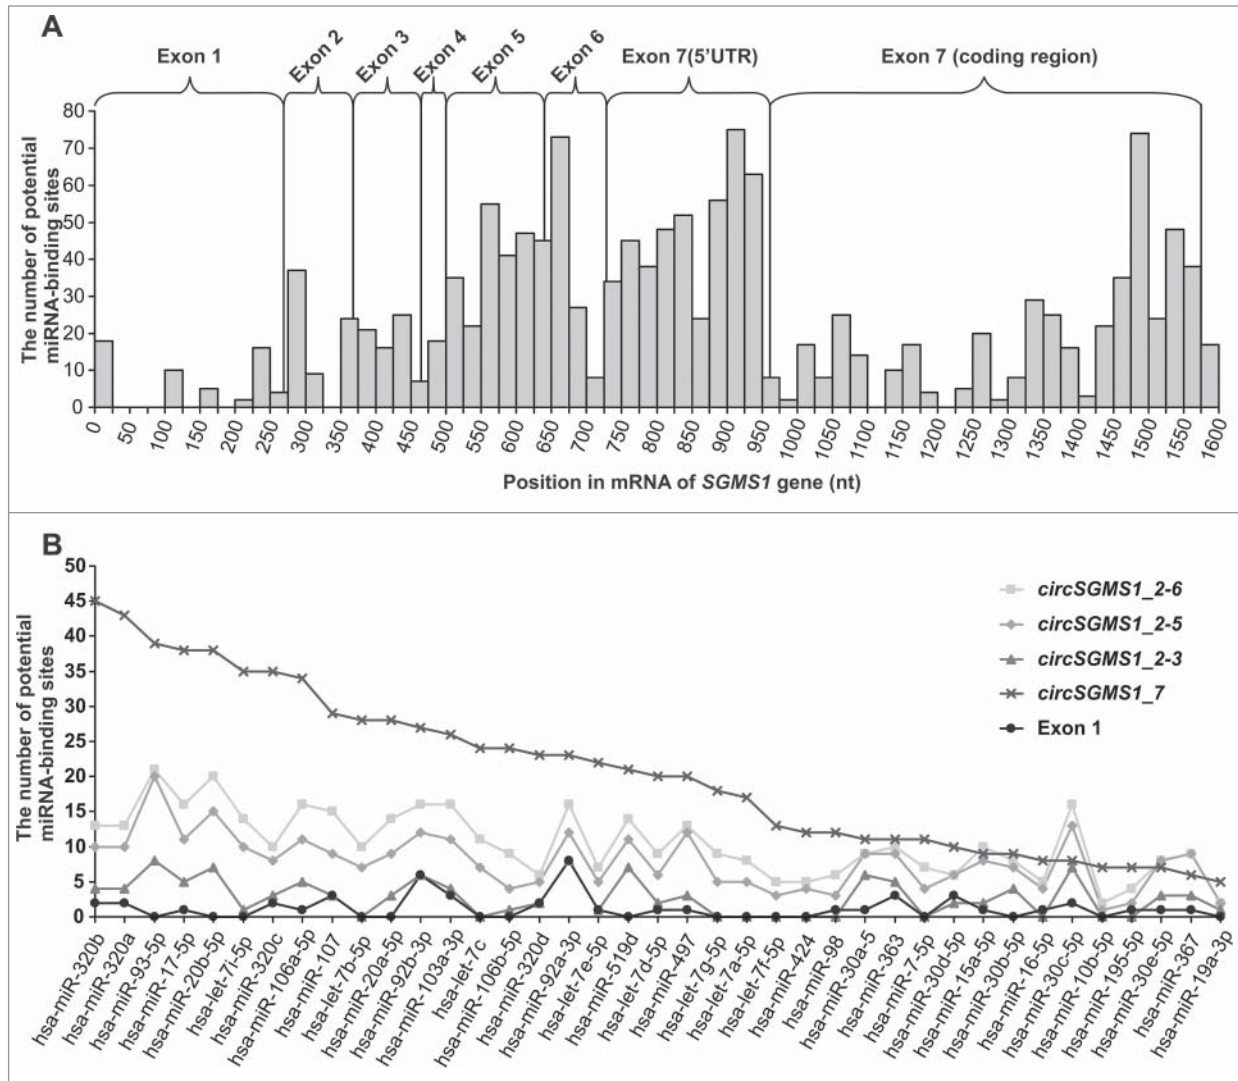 A
Exon 1
Exon 2
Exon 3
Exon 4
Exon 5
Exon 6
Exon 7(5'UTR)
Exon 7 (coding region)
The number of potential
miRNA-binding sites
80
70
60
50
40
30
20
10
0
0
50
100
150
200
250
300
350
400
450
500
550
600
650
700
750
800
850
900
950
1000
1050
1100
1150
1200
1250
1300
1350
1400
1450
1500
1550
1600
Position in mRNA of SGMS1 gene (nt)
B
The number of potential
miRNA-binding sites
50
45
40
35
30
25
20
15
10
5
0
circSGMS1_2-6
circSGMS1_2-5
circSGMS1_2-3
circSGMS1_7
Exon 1
hsa-miR-320b
hsa-miR-320a
hsa-miR-93-5p
hsa-miR-17-5p
hsa-miR-20b-5p
hsa-let-7i-5p
hsa-miR-320c
hsa-miR-106a-5p
hsa-miR-107
hsa-let-7b-5p
hsa-miR-20a-5p
hsa-miR-92b-3p
hsa-miR-103a-3p
hsa-let-7c
hsa-miR-106b-5p
hsa-miR-320d
hsa-miR-92a-3p
hsa-let-7e-5p
hsa-miR-519d
hsa-let-7d-5p
hsa-miR-497
hsa-let-7g-5p
hsa-let-7a-5p
hsa-let-7f-5p
hsa-miR-424
hsa-miR-98
hsa-miR-30a-5
hsa-miR-363
hsa-miR-7-5p
hsa-miR-30d-5p
hsa-miR-15a-5p
hsa-miR-30b-5p
hsa-miR-16-5p
hsa-miR-30c-5p
hsa-miR-10b-5p
hsa-miR-195-5p
hsa-miR-30e-5p
hsa-miR-367
hsa-miR-19a-3p